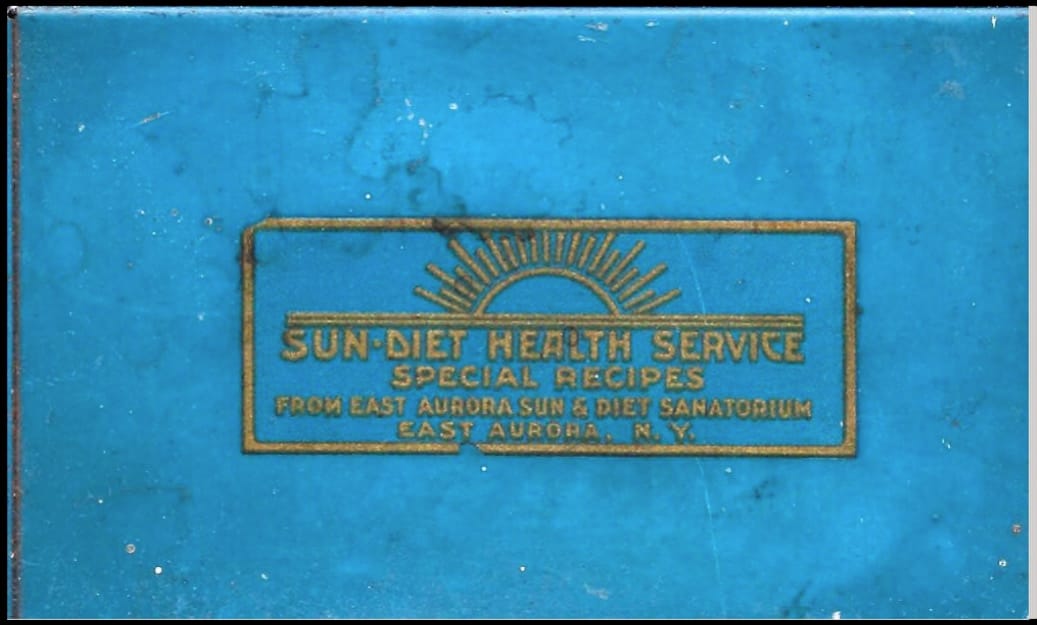 SUN·DIET HEALTH SERVICE
SPECIAL RECIPES
FROM EAST AURORA SUN & DIET SANATORIUM
EAST AURORA, N.Y.